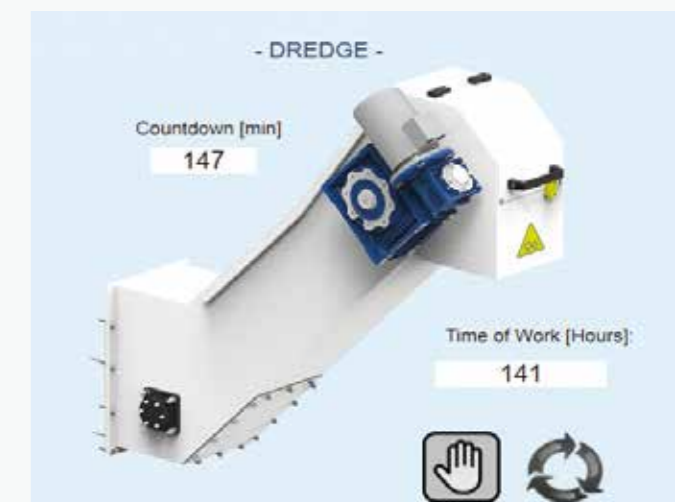 - DREDGE -
Countdown [min]
147
Time of Work [Hours]:
141